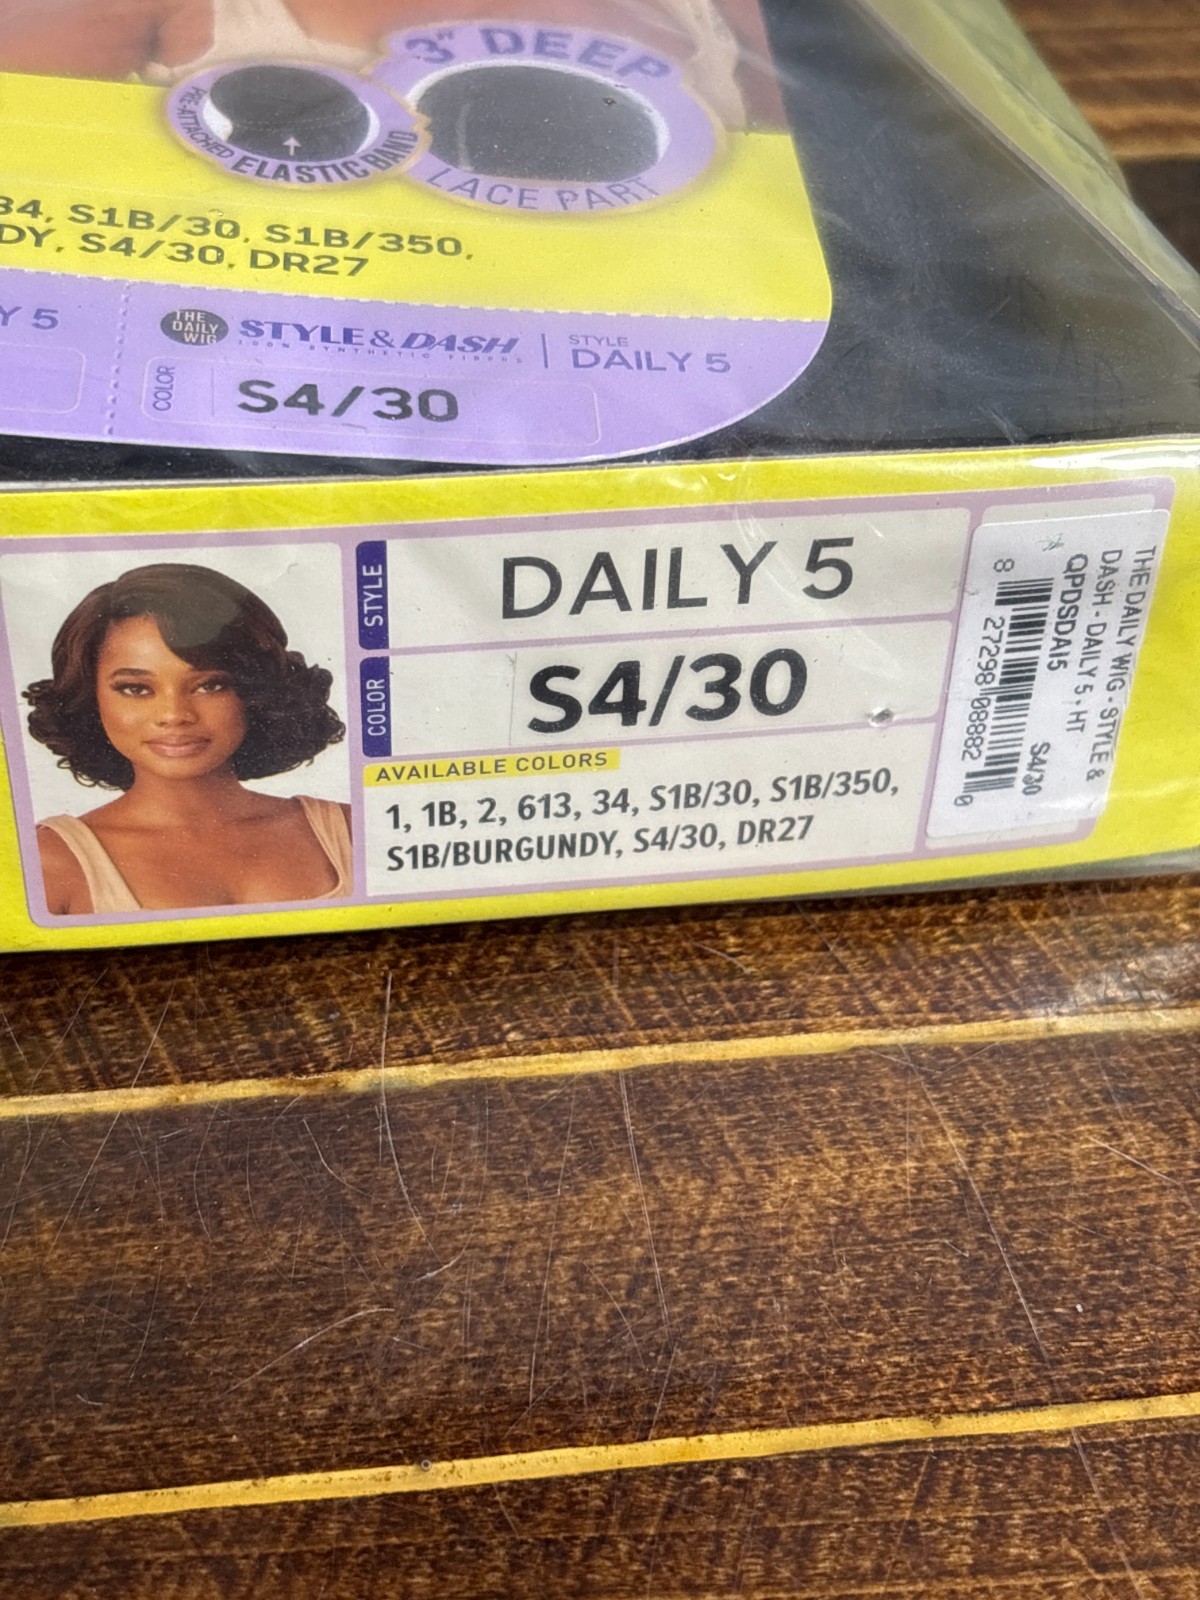 3" DEEP
LACE PART
PRE-ATTACHED
ELASTIC BAND
34, S1B/30, S1B/350,
DY, S4/30, DR27
Y 5
THE
DAILY
WIG
STYLE & DASH
100% SYNTHETIC FIBERS
STYLE
DAILY 5
COLOR
S4/30
STYLE
DAILY 5
COLOR
S4/30
AVAILABLE COLORS
1, 1B, 2, 613, 34, S1B/30, S1B/350,
S1B/BURGUNDY, S4/30, DR27
THE DAILY WIG - STYLE &
DASH - DAILY 5 - HT
QPDSDAI5 S4/30
8 27298 08882 0